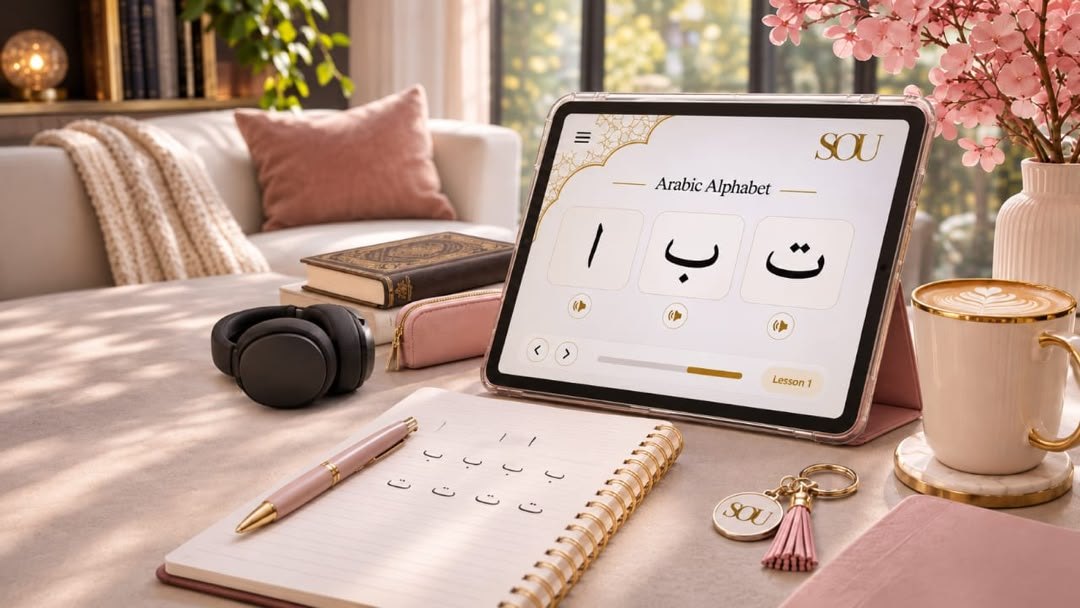 SOU
Arabic Alphabet
ا ب ت
Lesson 1
ا ا ا
ب ب ب ب
ت ت ت ت
SOU